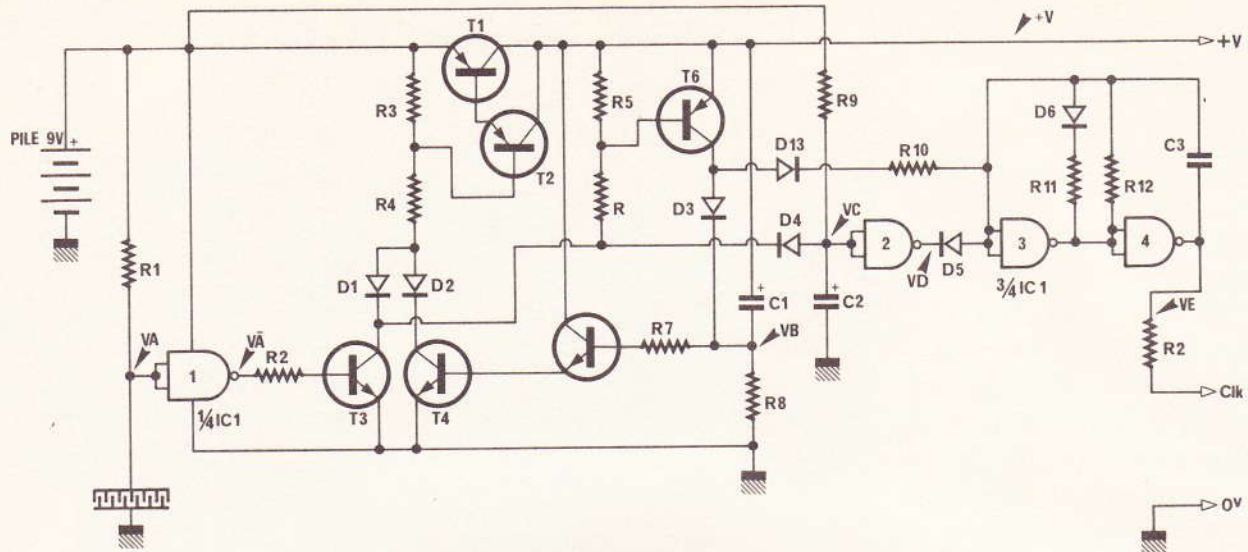 T1
+V
+V
R3
R5
T6
R9
PILE 9V +
D6
T2
D13
R10
C3
R4
R
D3
R11
R12
D4
VC
2
3
4
R1
D1
D2
VD
D5
3/4 IC1
+
C1
+
C2
VA
VĀ
R2
R7
VB
VE
1
R2
1/4 IC1
T3
T4
R8
Clk
0V